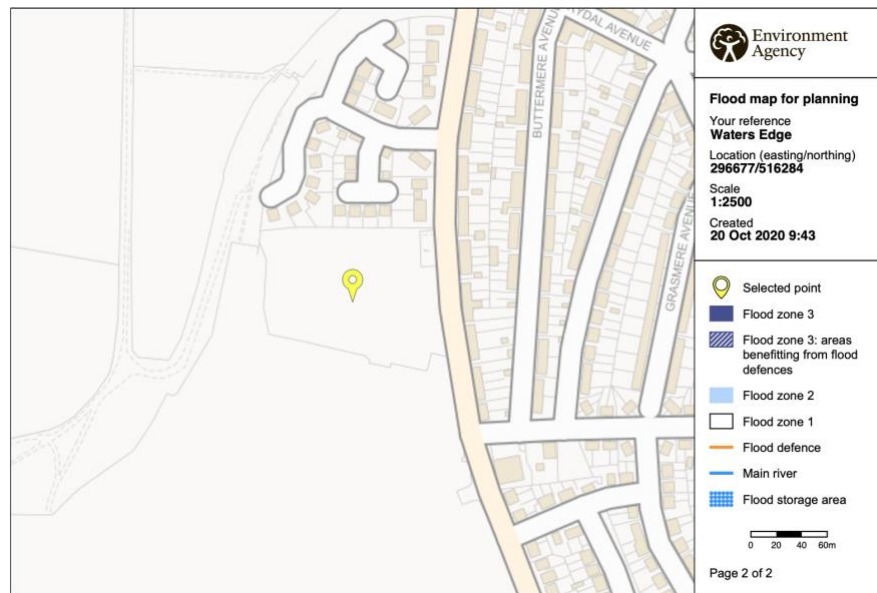 RYDAL AVENUE
BUTTERMERE AVENUE
GRASMERE AVENUE
Environment
Agency
Flood map for planning
Your reference
Waters Edge
Location (easting/northing)
296677/516284
Scale
1:2500
Created
20 Oct 2020 9:43
Selected point
Flood zone 3
Flood zone 3: areas
benefitting from flood
defences
Flood zone 2
Flood zone 1
Flood defence
Main river
Flood storage area
0 20 40 60m
Page 2 of 2